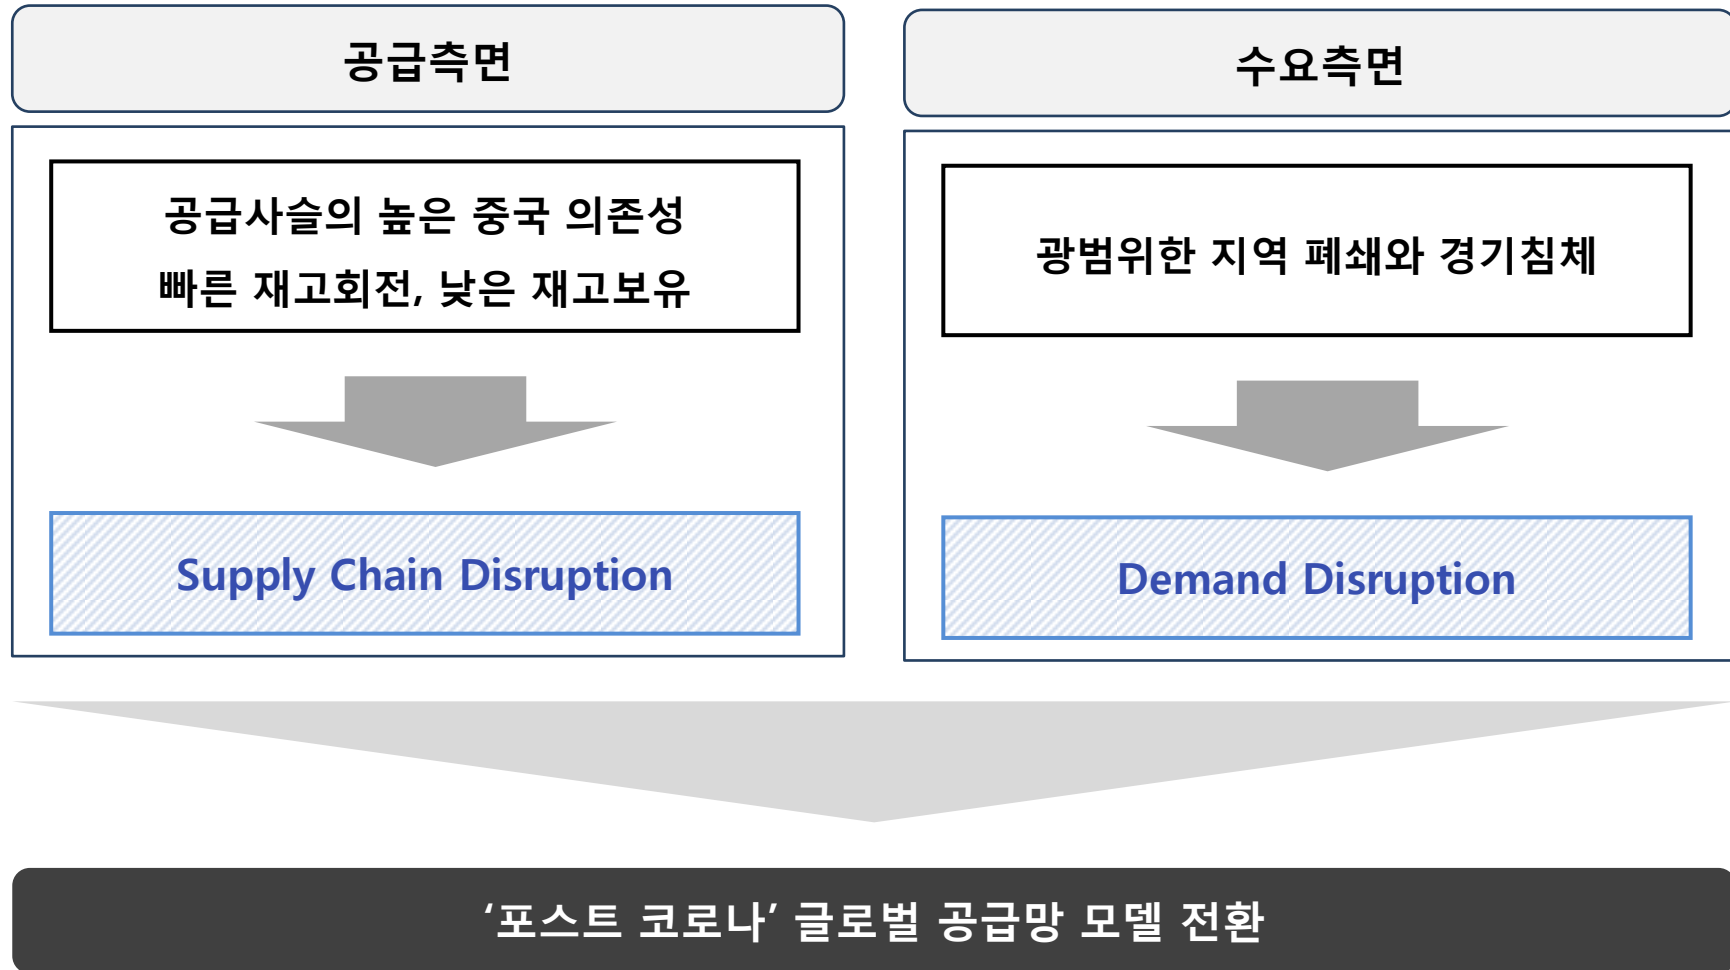 공급측면
공급사슬의 높은 중국 의존성
빠른 재고회전, 낮은 재고보유
Supply Chain Disruption
수요측면
광범위한 지역 폐쇄와 경기침체
Demand Disruption
‘포스트 코로나’ 글로벌 공급망 모델 전환